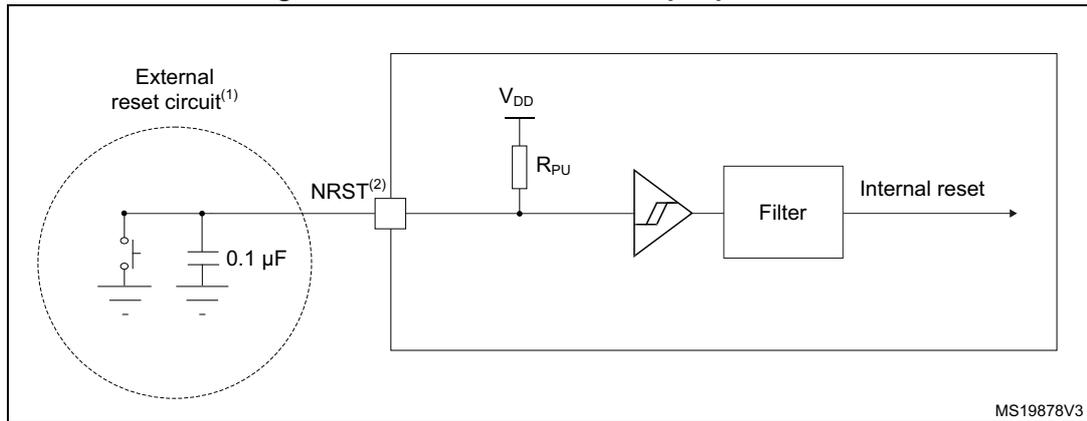 External
reset circuit(1)
VDD
RPU
NRST(2)
Filter
Internal reset
0.1 µF
MS19878V3